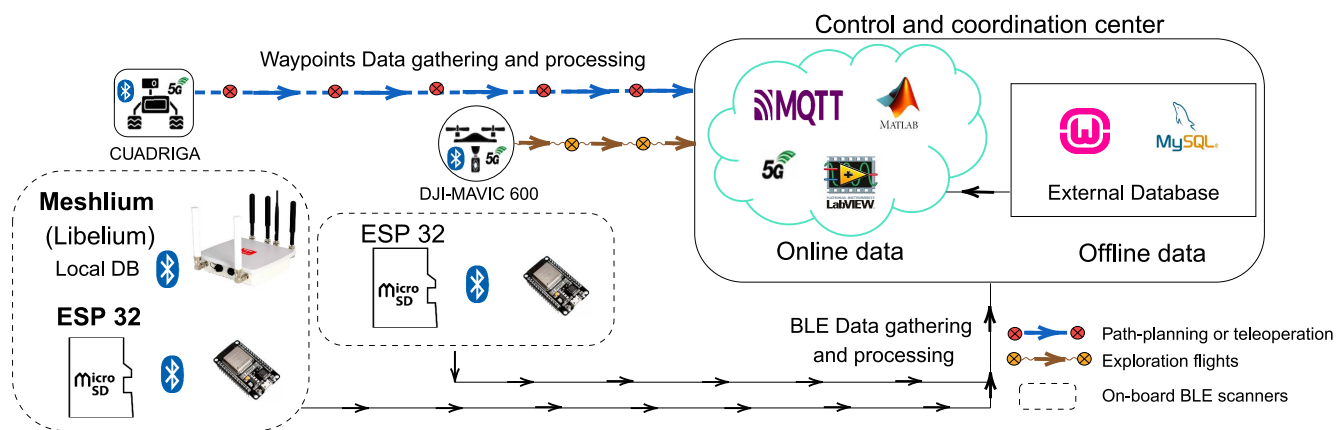 Control and coordination center
Waypoints Data gathering and processing
5G
CUADRIGA
5G
DJI-MAVIC 600
MQTT
MATLAB
5G
LabVIEW
Online data
W
MySQL®
External Database
Offline data
Meshlium
(Libelium)
Local DB
ESP 32
Micro
SD
ESP 32
Micro
SD
BLE Data gathering
and processing
Path-planning or teleoperation
Exploration flights
On-board BLE scanners